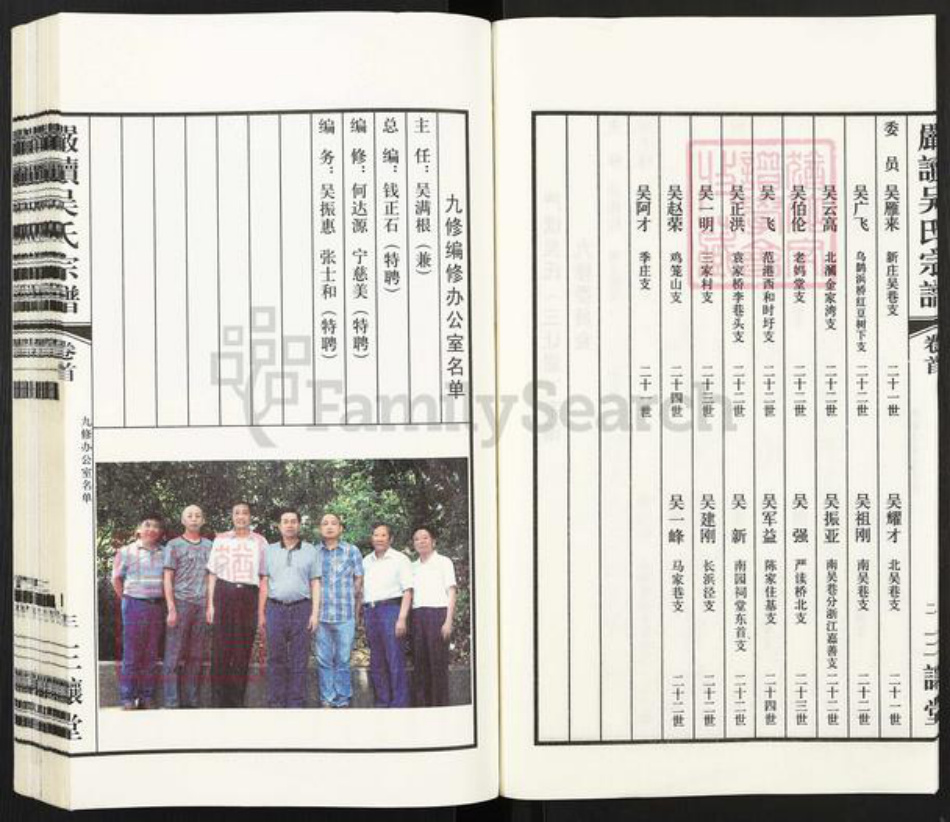 嚴讀吴氏宗譜
卷首
二
三讓堂
委员 吴雁来 新庄吴巷支 二十一世 吴耀才 北吴巷支 二十一世
吴广飞 乌鹊浜桥红豆树下支 二十二世 吴祖刚 南吴巷支 二十二世
吴云高 北濶金家湾支 二十二世 吴振亚 南吴巷分浙江嘉善支 二十二世
吴伯伦 老妈堂支 二十二世 吴强 严读桥北支 二十三世
吴飞 范港西和时圩支 二十二世 吴军益 陈家住基支 二十四世
吴正洪 袁家桥李巷头支 二十二世 吴新 南园祠堂东首支 二十二世
吴一明 三家村支 二十三世 吴建刚 长浜泾支 二十二世
吴赵荣 鸡笼山支 二十四世 吴一峰 马家巷支 二十二世
吴阿才 季庄支 二十一世
九修编修办公室名单
主任：吴满根（兼）
总编：钱正石（特聘）
编修：何达源 宁慈美（特聘）
编务：吴振惠 张士和（特聘）
嚴讀吴氏宗譜
卷首
九修办公室名单
三
三讓堂
FamilySearch